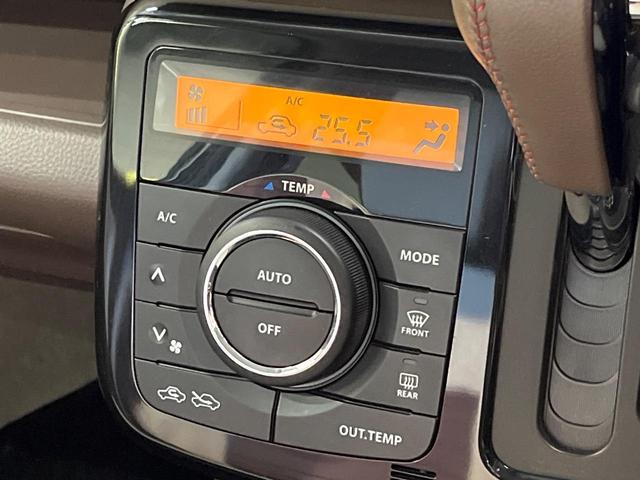 A/C
25.5
TEMP
A/C
MODE
AUTO
OFF
FRONT
REAR
OUT.TEMP